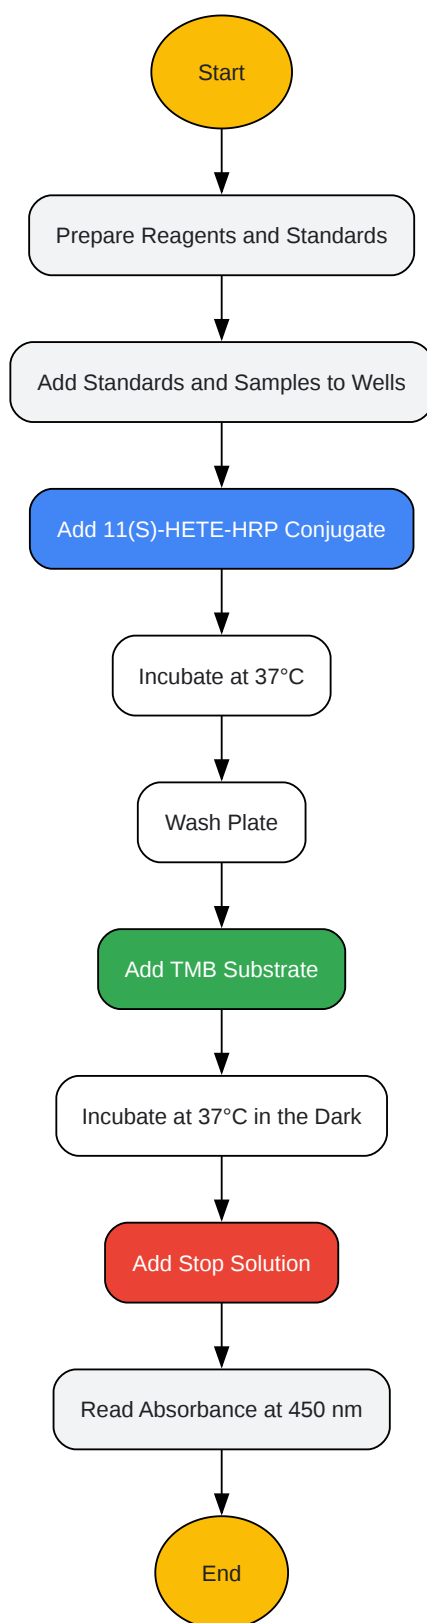 Start
Prepare Reagents and Standards
Add Standards and Samples to Wells
Add 11(S)-HETE-HRP Conjugate
Incubate at 37°C
Wash Plate
Add TMB Substrate
Incubate at 37°C in the Dark
Add Stop Solution
Read Absorbance at 450 nm
End